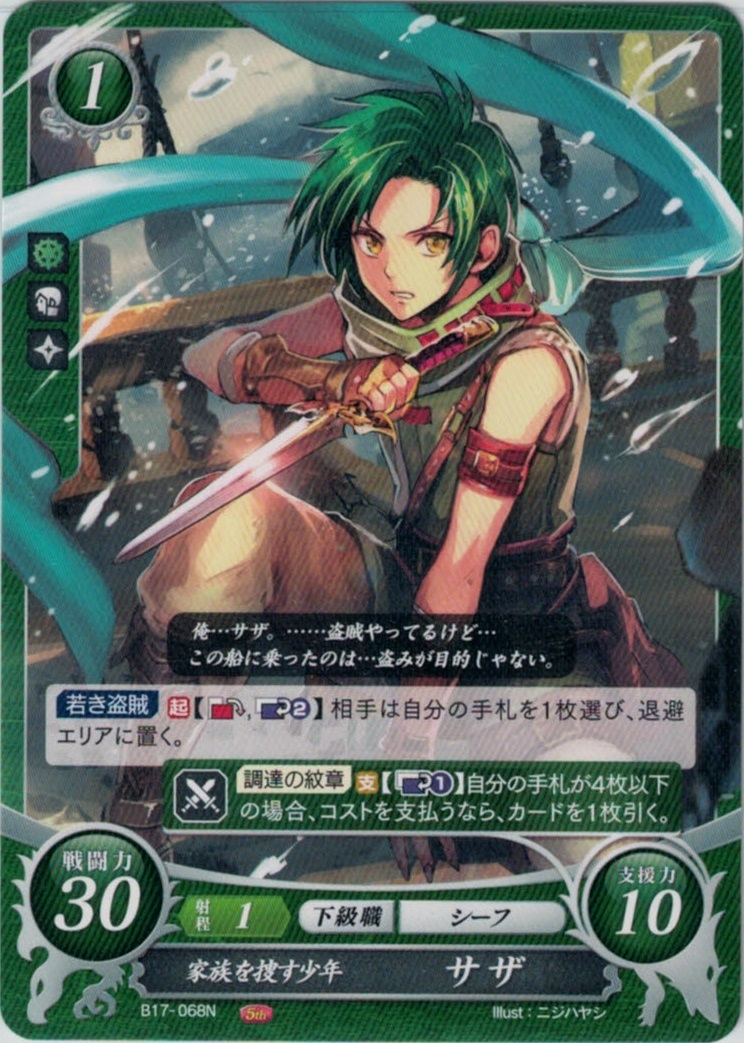 1
俺…サザ。……盗賊やってるけど…
この船に乗ったのは…盗みが目的じゃない。
若き盗賊 起【 , 2】相手は自分の手札を1枚選び、退避
エリアに置く。
調達の紋章 支【 1】自分の手札が4枚以下
の場合、コストを支払うなら、カードを1枚引く。
戦闘力
30
射程 1
下級職
シーフ
支援力
10
家族を捜す少年 サザ
B17-068N 5th Illust：ニジハヤシ